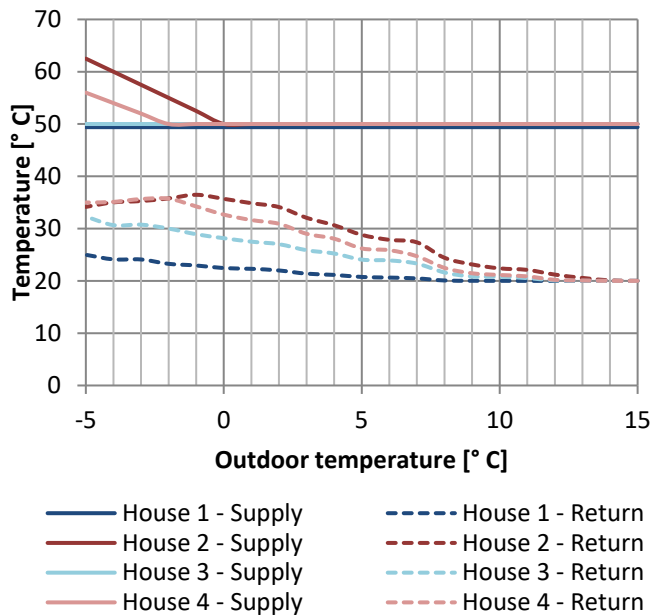 70
60
50
40
30
20
10
0
Temperature [° C]
-5 0 5 10 15
Outdoor temperature [° C]
House 1 - Supply House 1 - Return
House 2 - Supply House 2 - Return
House 3 - Supply House 3 - Return
House 4 - Supply House 4 - Return